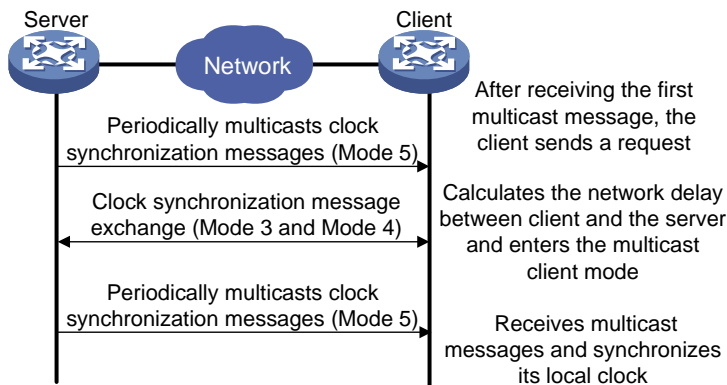 Server
Client
Network
After receiving the first
multicast message, the
client sends a request
Periodically multicasts clock
synchronization messages (Mode 5)
Clock synchronization message
exchange (Mode 3 and Mode 4)
Calculates the network delay
between client and the server
and enters the multicast
client mode
Periodically multicasts clock
synchronization messages (Mode 5)
Receives multicast
messages and synchronizes
its local clock